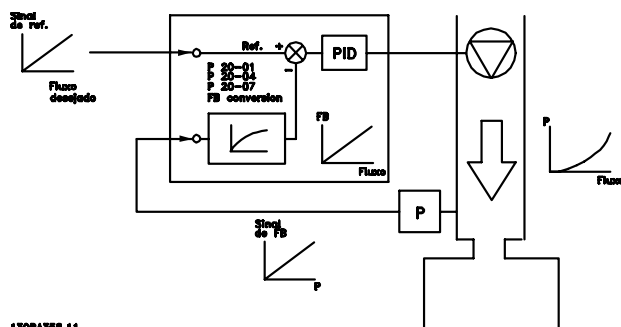 Sinal
de ref.
Fluxo
desejado
Ref.
+
−
PID
P 20-01
P 20-04
P 20-07
FB conversion
FB
Fluxo
P
Fluxo
P
Sinal
de FB
P